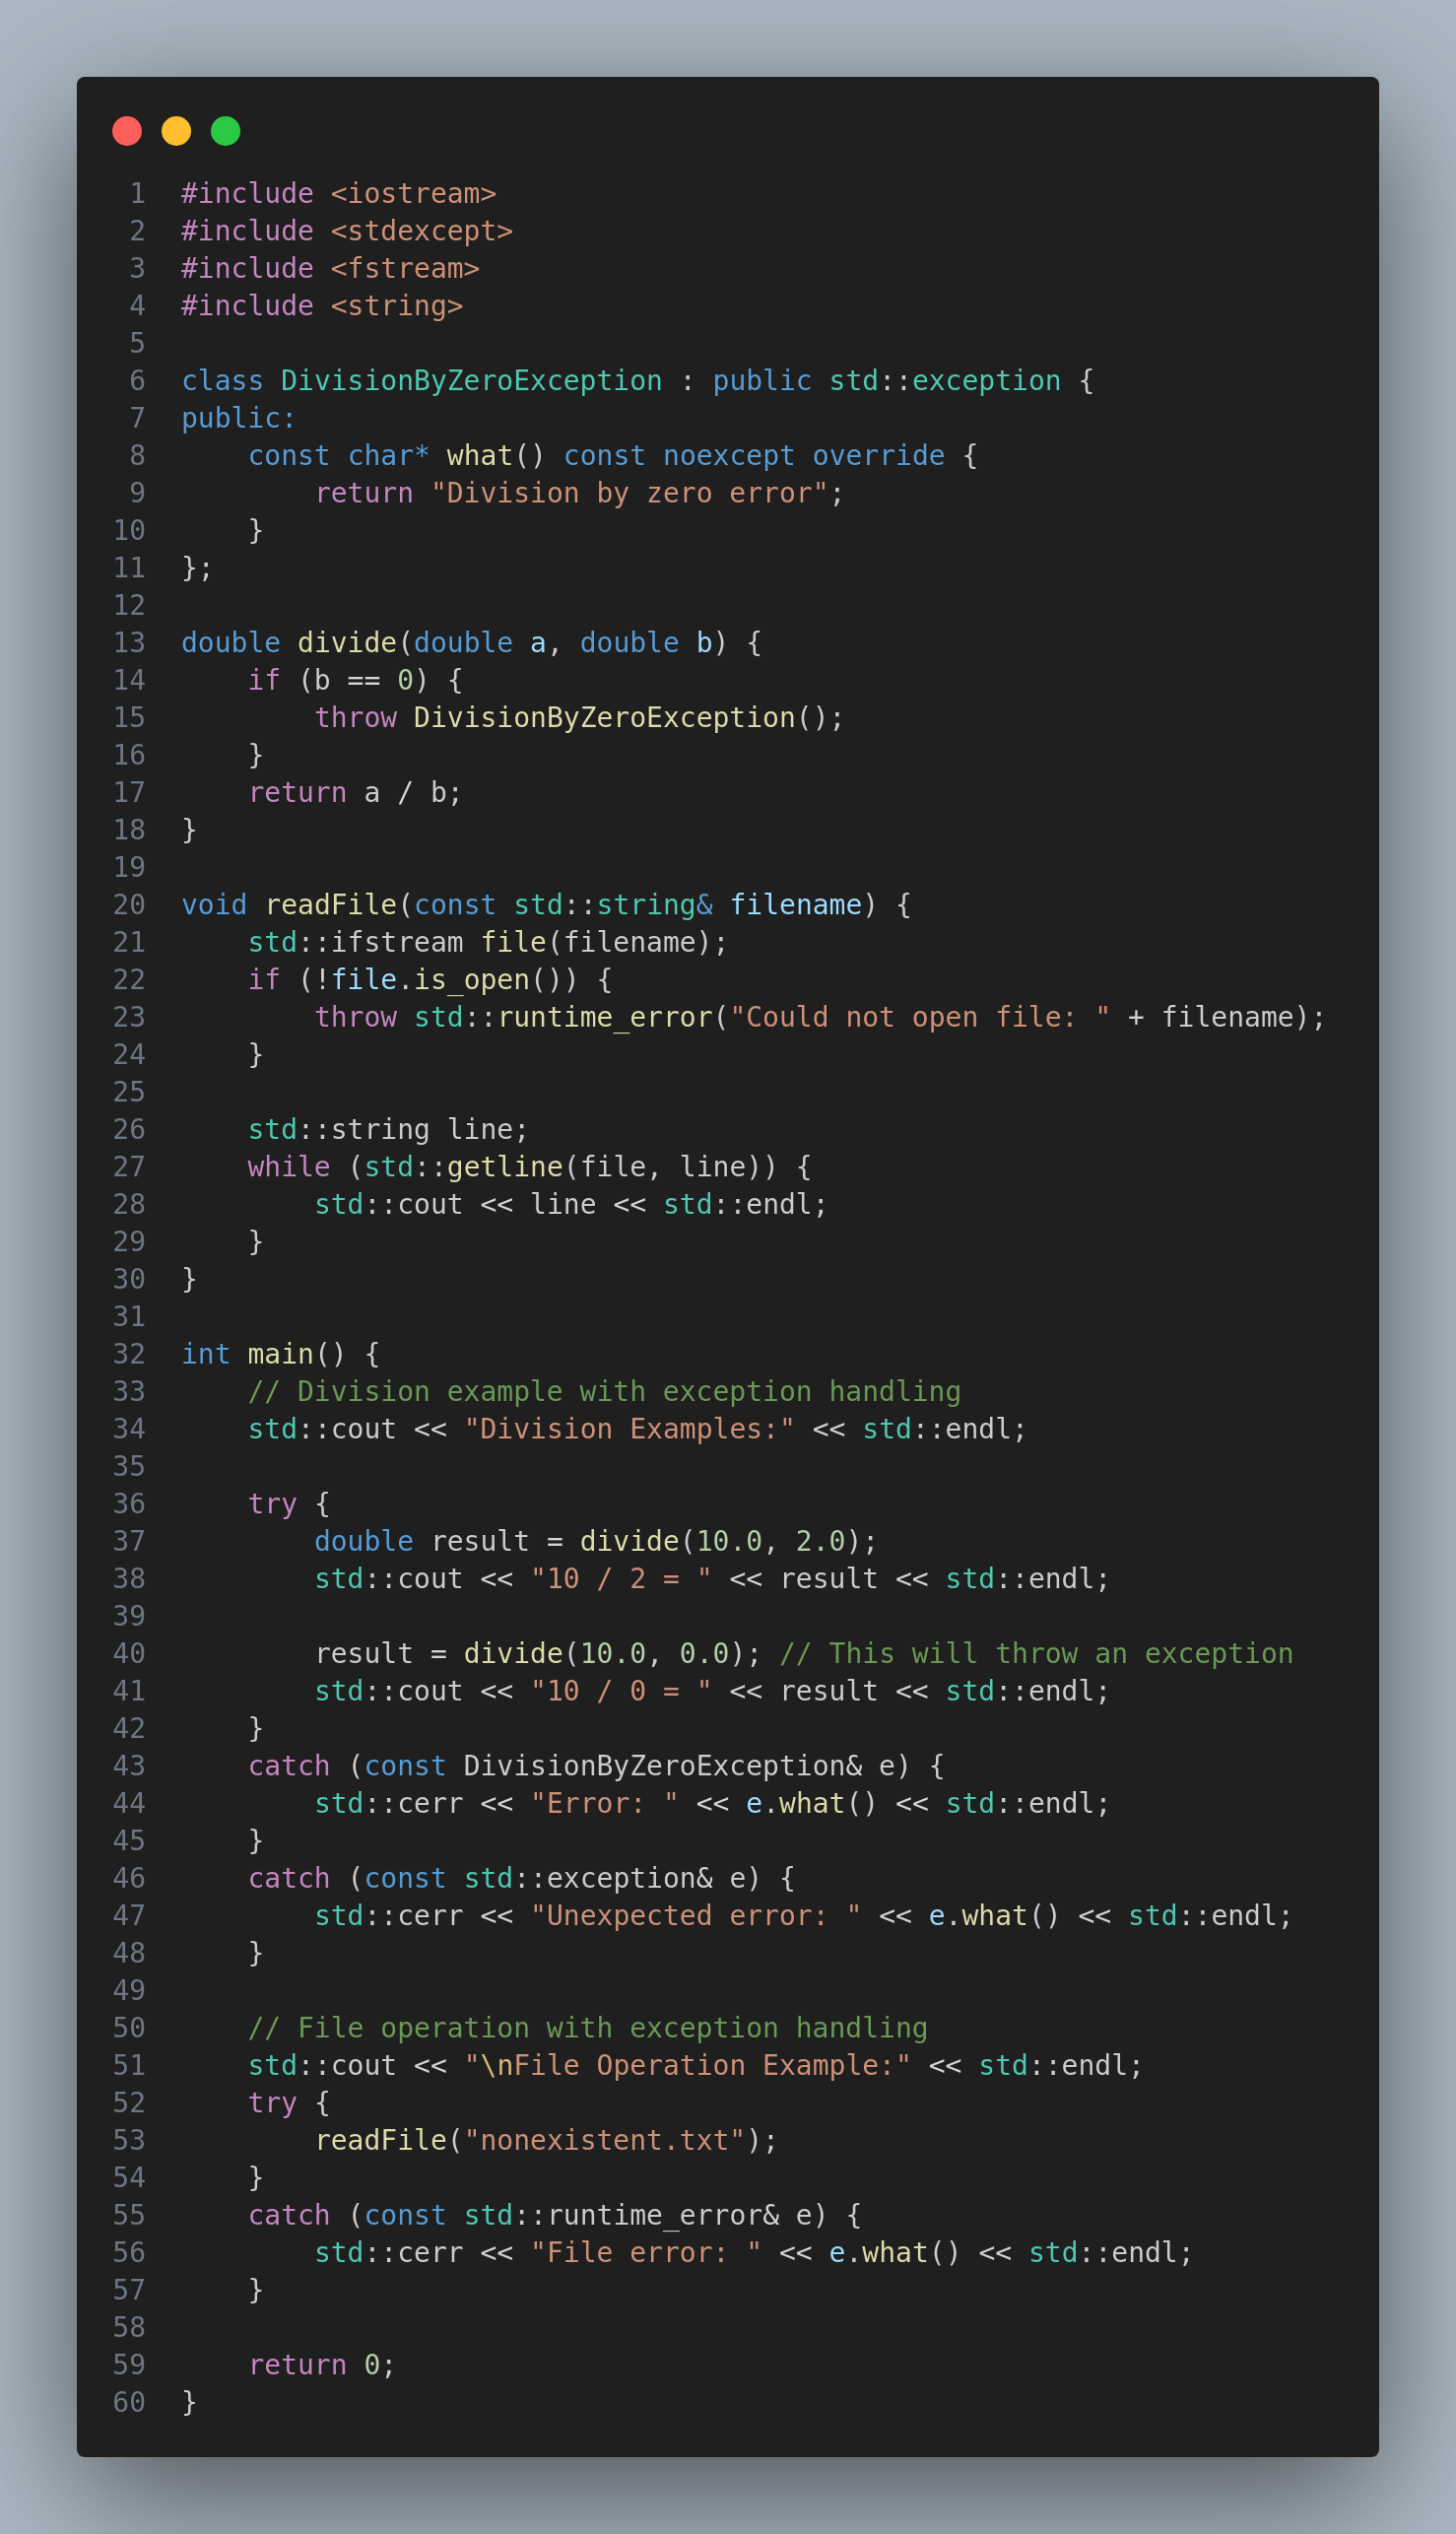 1 #include <iostream>
2 #include <stdexcept>
3 #include <fstream>
4 #include <string>
5
6 class DivisionByZeroException : public std::exception {
7 public:
8     const char* what() const noexcept override {
9         return "Division by zero error";
10     }
11 };
12
13 double divide(double a, double b) {
14     if (b == 0) {
15         throw DivisionByZeroException();
16     }
17     return a / b;
18 }
19
20 void readFile(const std::string& filename) {
21     std::ifstream file(filename);
22     if (!file.is_open()) {
23         throw std::runtime_error("Could not open file: " + filename);
24     }
25
26     std::string line;
27     while (std::getline(file, line)) {
28         std::cout << line << std::endl;
29     }
30 }
31
32 int main() {
33     // Division example with exception handling
34     std::cout << "Division Examples:" << std::endl;
35
36     try {
37         double result = divide(10.0, 2.0);
38         std::cout << "10 / 2 = " << result << std::endl;
39
40         result = divide(10.0, 0.0); // This will throw an exception
41         std::cout << "10 / 0 = " << result << std::endl;
42     }
43     catch (const DivisionByZeroException& e) {
44         std::cerr << "Error: " << e.what() << std::endl;
45     }
46     catch (const std::exception& e) {
47         std::cerr << "Unexpected error: " << e.what() << std::endl;
48     }
49
50     // File operation with exception handling
51     std::cout << "\nFile Operation Example:" << std::endl;
52     try {
53         readFile("nonexistent.txt");
54     }
55     catch (const std::runtime_error& e) {
56         std::cerr << "File error: " << e.what() << std::endl;
57     }
58
59     return 0;
60 }